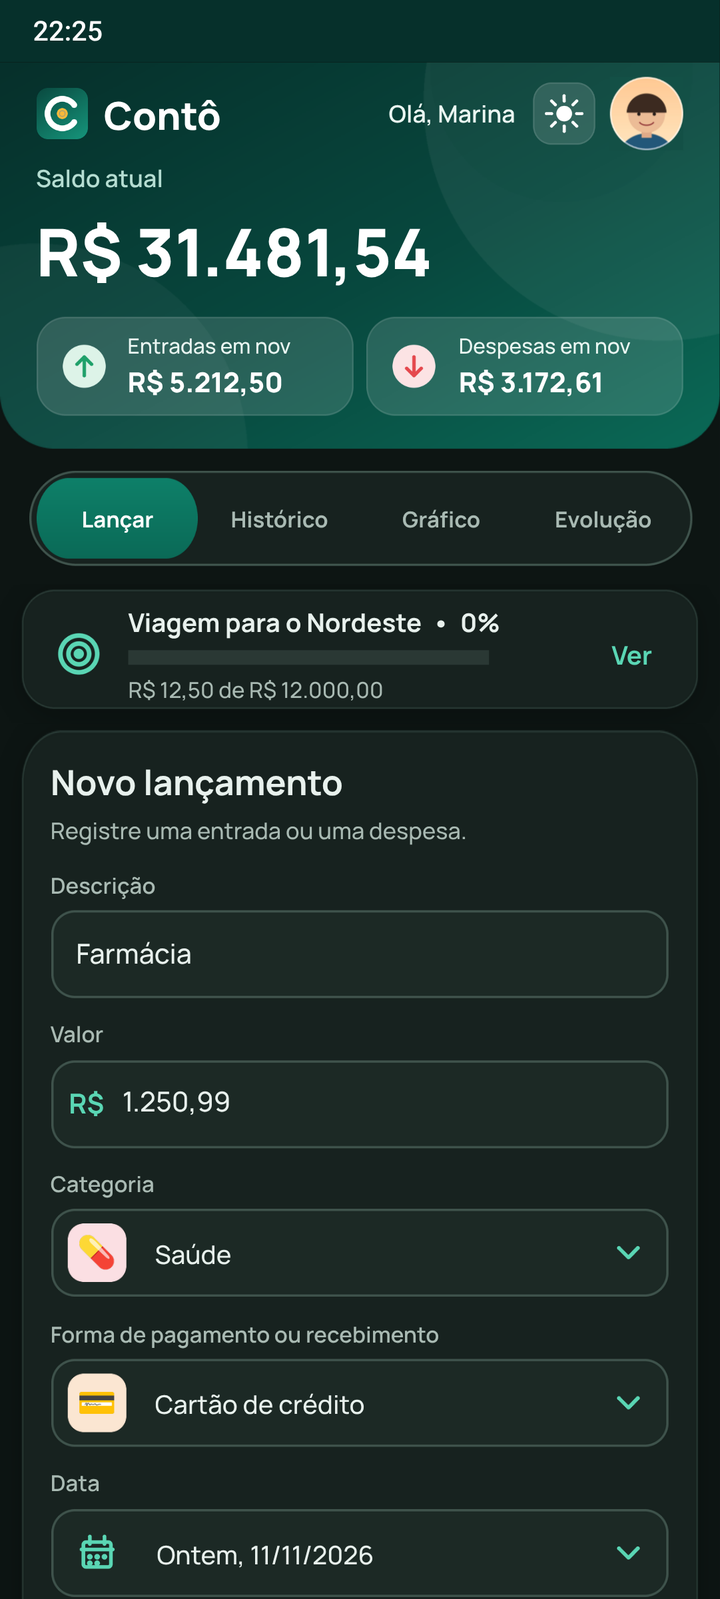 22:25
Contô
Olá, Marina
Saldo atual
R$ 31.481,54
Entradas em nov
R$ 5.212,50
Despesas em nov
R$ 3.172,61
Lançar
Histórico
Gráfico
Evolução
Viagem para o Nordeste • 0%
R$ 12,50 de R$ 12.000,00
Ver
Novo lançamento
Registre uma entrada ou uma despesa.
Descrição
Farmácia
Valor
R$ 1.250,99
Categoria
Saúde
Forma de pagamento ou recebimento
Cartão de crédito
Data
Ontem, 11/11/2026